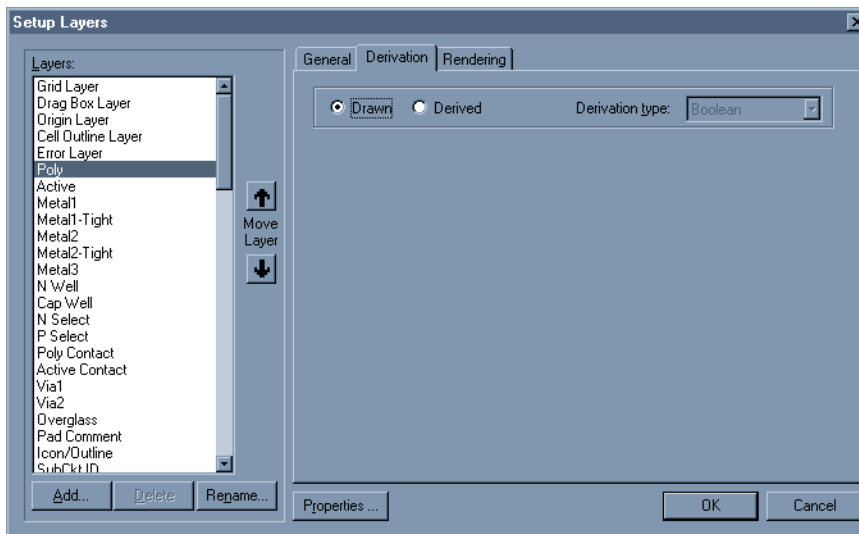 Setup Layers
Layers:
Grid Layer
Drag Box Layer
Origin Layer
Cell Outline Layer
Error Layer
Poly
Active
Metal1
Metal1-Tight
Metal2
Metal2-Tight
Metal3
N Well
Cap Well
N Select
P Select
Poly Contact
Active Contact
Via1
Via2
Overglass
Pad Comment
Icon/Outline
SubCkt ID
Add...
Delete
Rename...
Move
Layer
General
Derivation
Rendering
Drawn
Derived
Derivation type:
Boolean
Properties ...
OK
Cancel